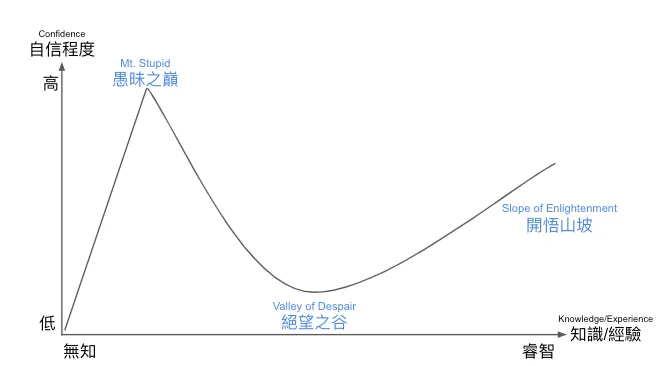 Confidence
自信程度
高
Mt. Stupid
愚昧之巔
Slope of Enlightenment
開悟山坡
Valley of Despair
絕望之谷
低
Knowledge/Experience
知識/經驗
無知
睿智